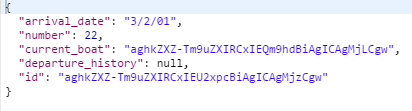 {
"arrival_date": "3/2/01",
"number": 22,
"current_boat": "aghkZXZ-Tm9uZXIRCxIEQm9hdBiAgICAgMjLCgw",
"departure_history": null,
"id": "aghkZXZ-Tm9uZXIRCxIEU2xpcBiAgICAgMjzCgw"
}